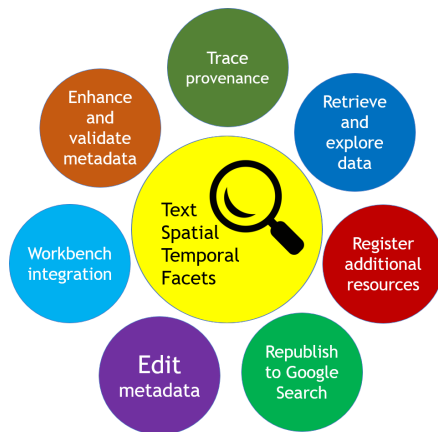 Trace
provenance
Retrieve
and
explore
data
Register
additional
resources
Republish
to Google
Search
Edit
metadata
Workbench
integration
Enhance
and
validate
metadata
Text
Spatial
Temporal
Facets